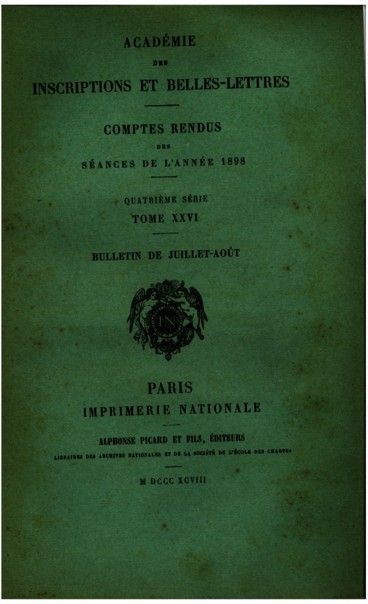 ACADÉMIE
DES
INSCRIPTIONS ET BELLES-LETTRES
COMPTES RENDUS
DES
SÉANCES DE L'ANNÉE 1898
QUATRIÈME SÉRIE
TOME XXVI
BULLETIN DE JUILLET-AOÛT
IN
PARIS
IMPRIMERIE NATIONALE
ALPHONSE PICARD ET FILS, ÉDITEURS
LIBRAIRES DES ARCHIVES NATIONALES ET DE LA SOCIÉTÉ DE L'ÉCOLE DES CHARTES
M DCCC XCVIII